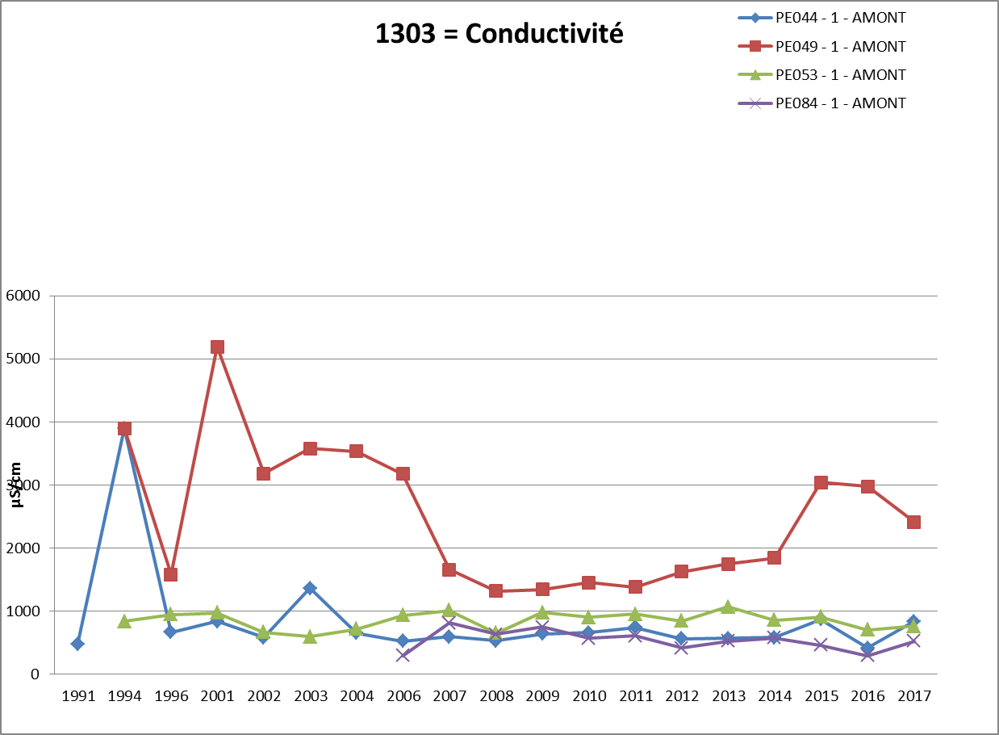 1303 = Conductivité
PE044 - 1 - AMONT
PE049 - 1 - AMONT
PE053 - 1 - AMONT
PE084 - 1 - AMONT
6000
5000
4000
3000
2000
1000
0
µS/cm
1991 1994 1996 2001 2002 2003 2004 2006 2007 2008 2009 2010 2011 2012 2013 2014 2015 2016 2017